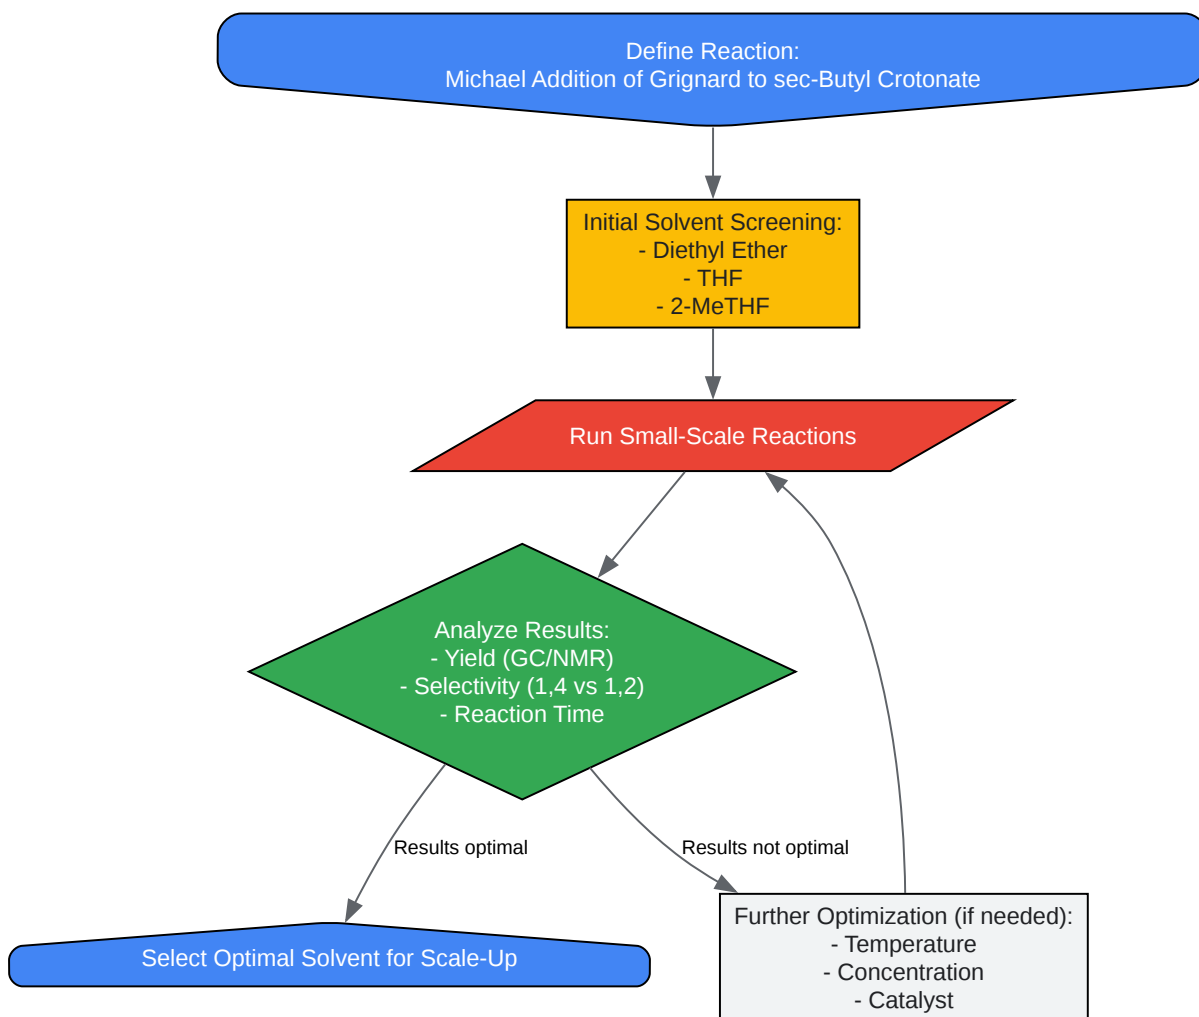 Define Reaction:
Michael Addition of Grignard to sec-Butyl Crotonate
Initial Solvent Screening:
- Diethyl Ether
- THF
- 2-MeTHF
Run Small-Scale Reactions
Analyze Results:
- Yield (GC/NMR)
- Selectivity (1,4 vs 1,2)
- Reaction Time
Results optimal
Results not optimal
Select Optimal Solvent for Scale-Up
Further Optimization (if needed):
- Temperature
- Concentration
- Catalyst